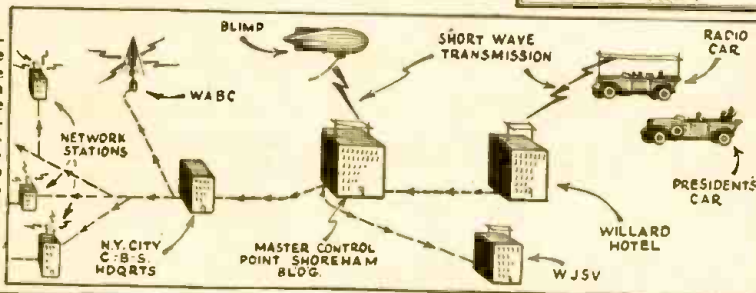 BLIMP
SHORT WAVE
TRANSMISSION
RADIO
CAR
WABC
NETWORK
STATIONS
PRESIDENT'S
CAR
N.Y. CITY
C-B-S.
HDQRTS
MASTER CONTROL
POINT SHOREHAM
BLDG.
WILLARD
HOTEL
WJSV